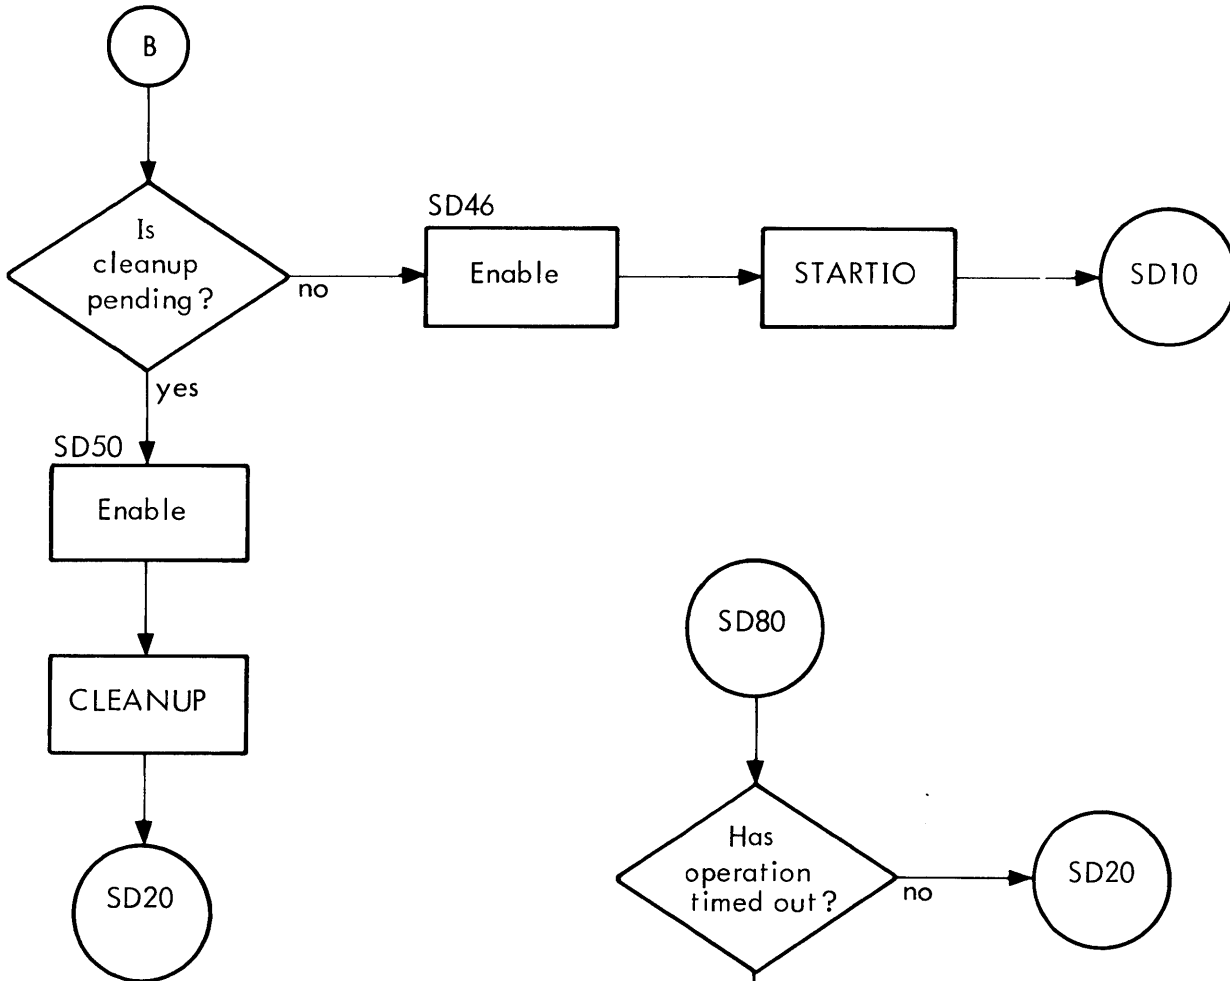 B
Is
cleanup
pending?
no
yes
SD46
Enable
STARTIO
SD10
SD50
Enable
CLEANUP
SD20
SD80
Has
operation
timed out?
no
SD20